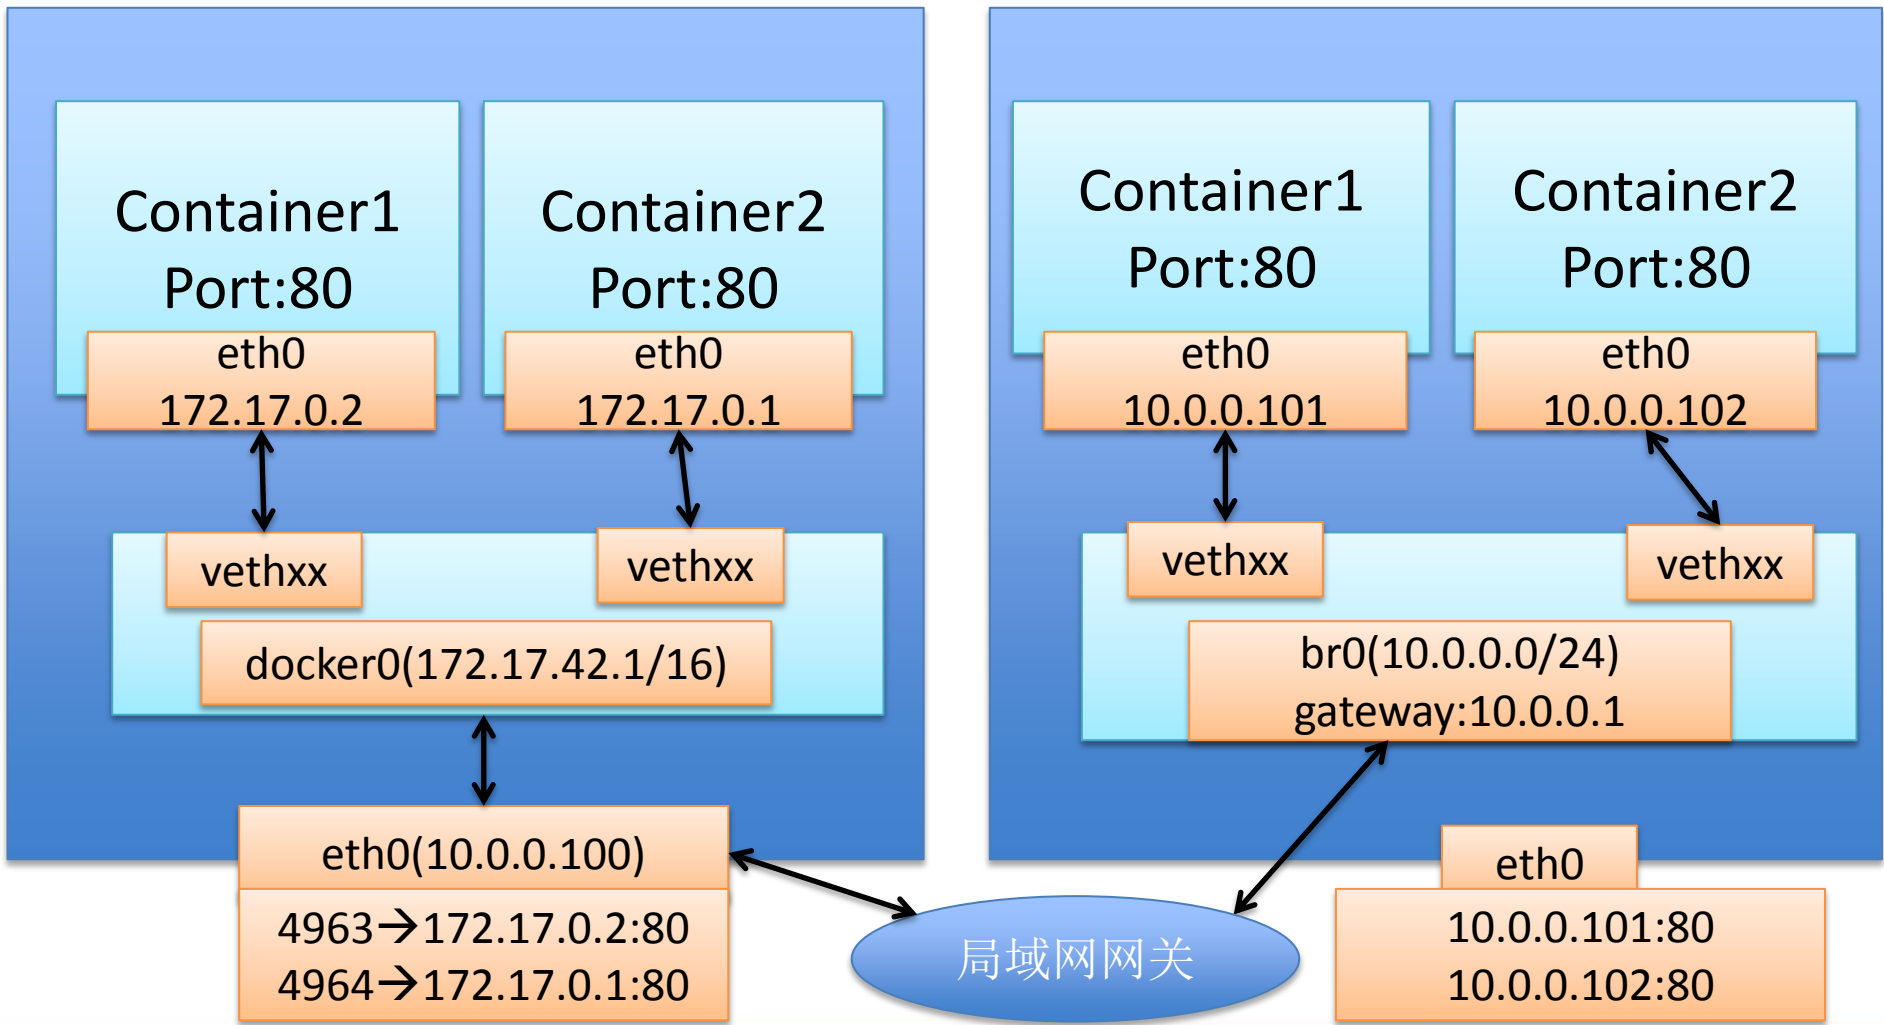 Container1
Port:80
eth0
172.17.0.2
Container2
Port:80
eth0
172.17.0.1
vethxx
vethxx
docker0(172.17.42.1/16)
eth0(10.0.0.100)
4963→172.17.0.2:80
4964→172.17.0.1:80
Container1
Port:80
eth0
10.0.0.101
Container2
Port:80
eth0
10.0.0.102
vethxx
vethxx
br0(10.0.0.0/24)
gateway:10.0.0.1
eth0
10.0.0.101:80
10.0.0.102:80
局域网网关